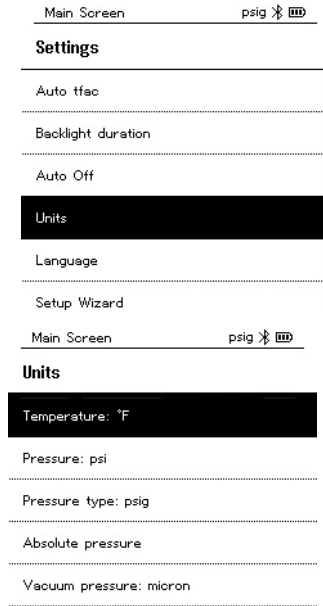 Main Screen psig
Settings
Auto tfac
Backlight duration
Auto Off
Units
Language
Setup Wizard
Main Screen psig
Units
Temperature: °F
Pressure: psi
Pressure type: psig
Absolute pressure
Vacuum pressure: micron